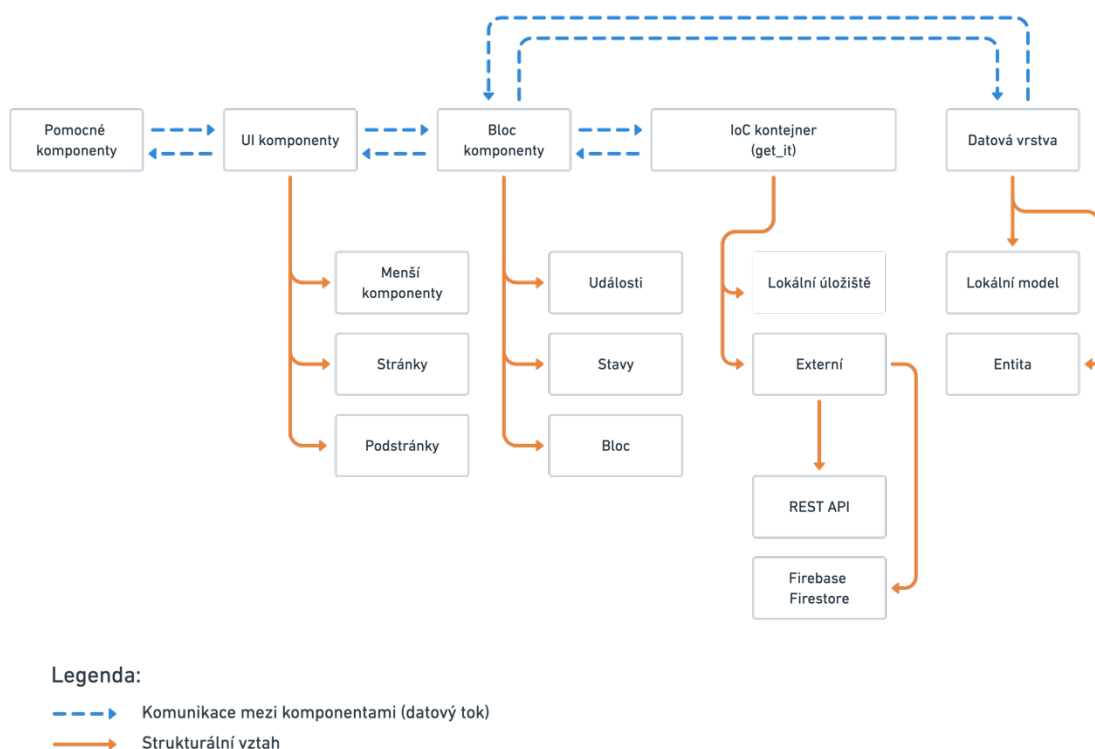 Pomocné
komponenty
UI komponenty
Bloc
komponenty
IoC kontejner
(get_it)
Datová vrstva
Menší
komponenty
Události
Lokální úložiště
Lokální model
Stránky
Stavy
Externí
Entita
Podstránky
Bloc
REST API
Firebase
Firestore
Legenda:
Komunikace mezi komponentami (datový tok)
Strukturální vztah